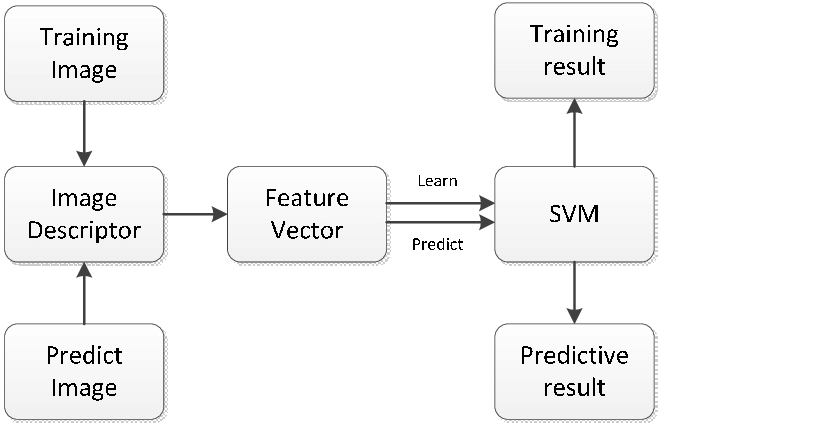 Training
Image
Training
result
Image
Descriptor
Feature
Vector
Learn
Predict
SVM
Predict
Image
Predictive
result